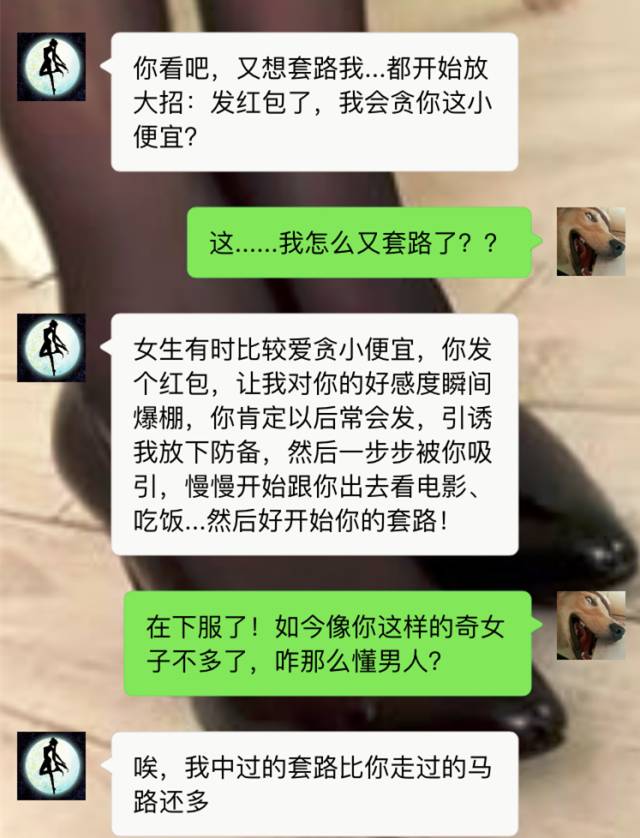 你看吧，又想套路我...都开始放
大招：发红包了，我会贪你这小
便宜？
这......我怎么又套路了？？
女生有时比较爱贪小便宜，你发
个红包，让我对你的好感度瞬间
爆棚，你肯定以后常会发，引诱
我放下防备，然后一步步被你吸
引，慢慢开始跟你出去看电影、
吃饭...然后好开始你的套路！
在下服了！如今像你这样的奇女
子不多了，咋那么懂男人？
唉，我中过的套路比你走过的马
路还多